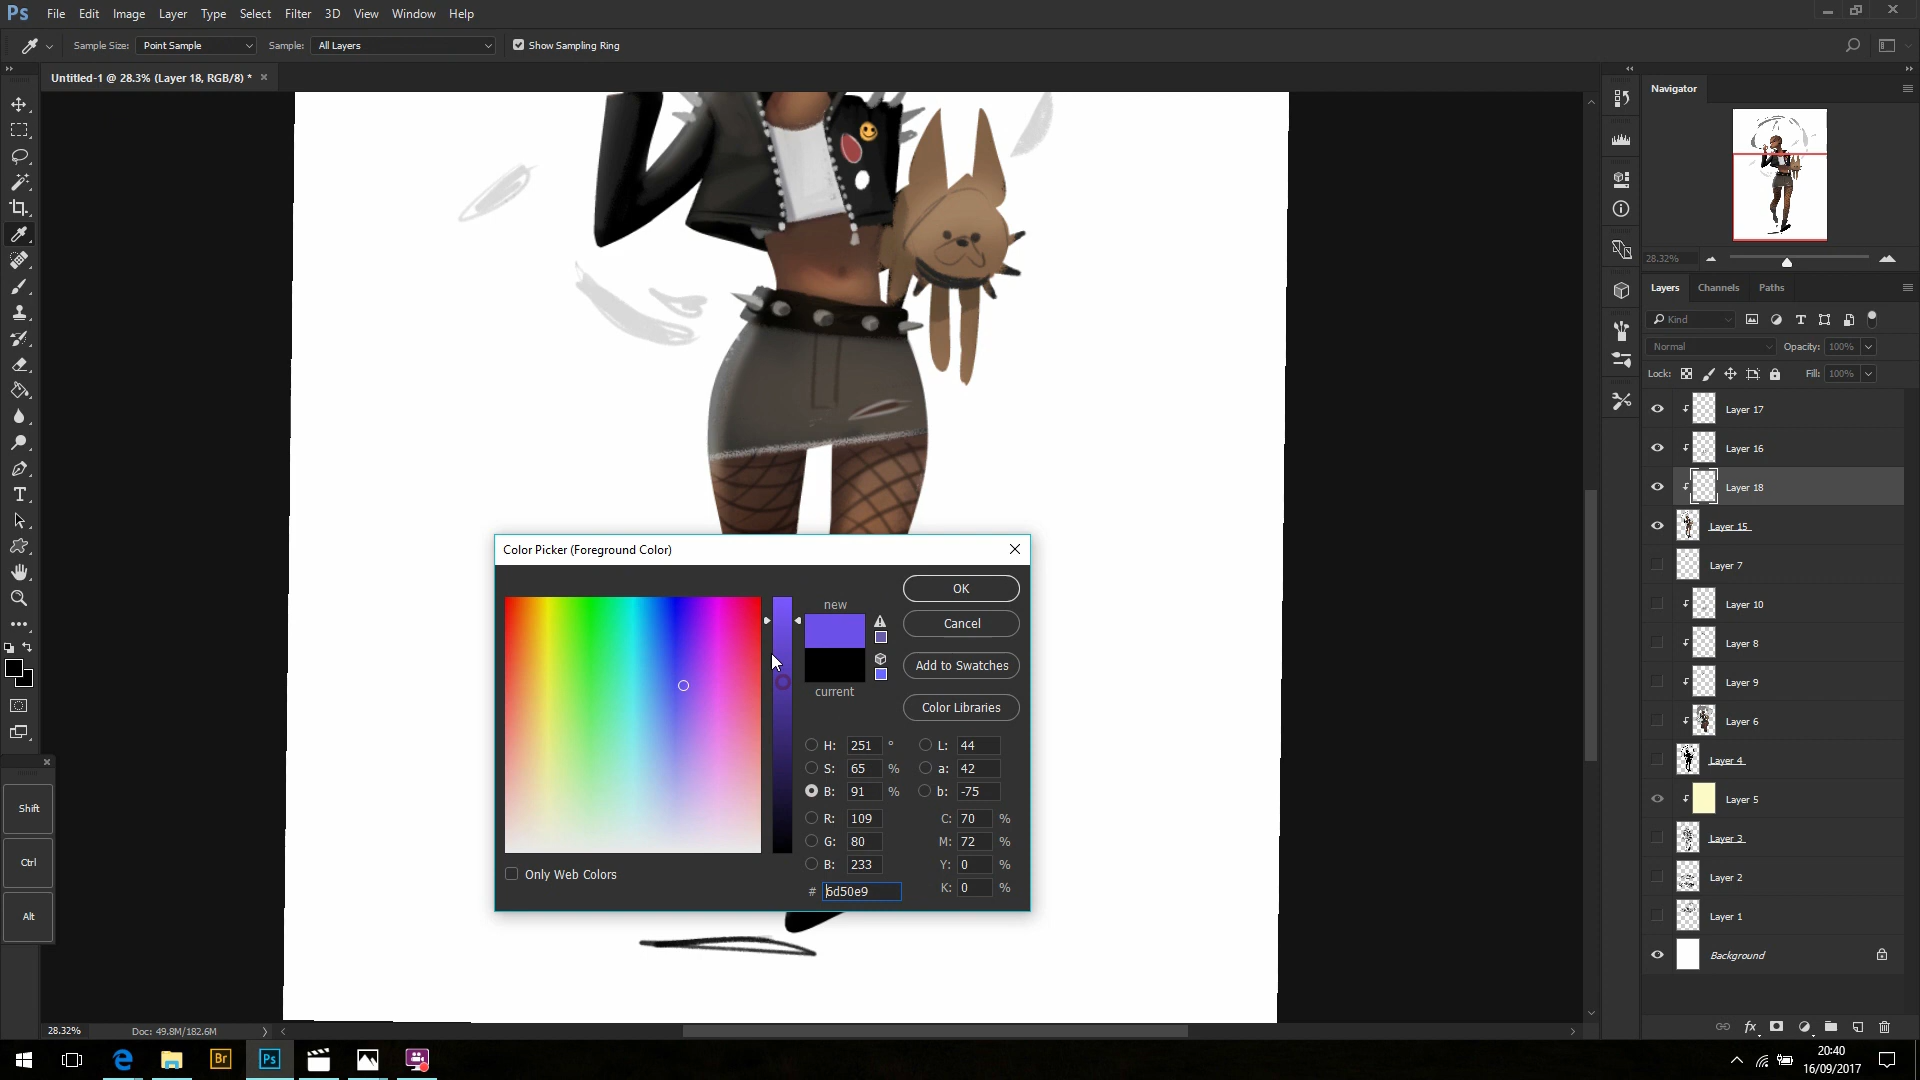 Ps File Edit Image Layer Type Select Filter 3D View Window Help
Sample Size: Point Sample Sample: All Layers Show Sampling Ring
Untitled-1 @ 28.3% (Layer 18, RGB/8) *
Navigator
28.32%
Layers Channels Paths
Kind
Normal Opacity: 100%
Lock: Fill: 100%
Layer 17
Layer 16
Layer 18
Layer 15
Layer 7
Layer 10
Layer 8
Layer 9
Layer 6
Layer 4
Layer 5
Layer 3
Layer 2
Layer 1
Background
Color Picker (Foreground Color)
new
current
OK
Cancel
Add to Swatches
Color Libraries
H: 251 ° L: 44
S: 65 % a: 42
B: 91 % b: -75
R: 109 C: 70 %
G: 80 M: 72 %
B: 233 Y: 0 %
# 6d50e9 K: 0 %
Only Web Colors
Shift
Ctrl
Alt
28.32% Doc: 49.8M/182.6M
Br Ps
20:40
16/09/2017